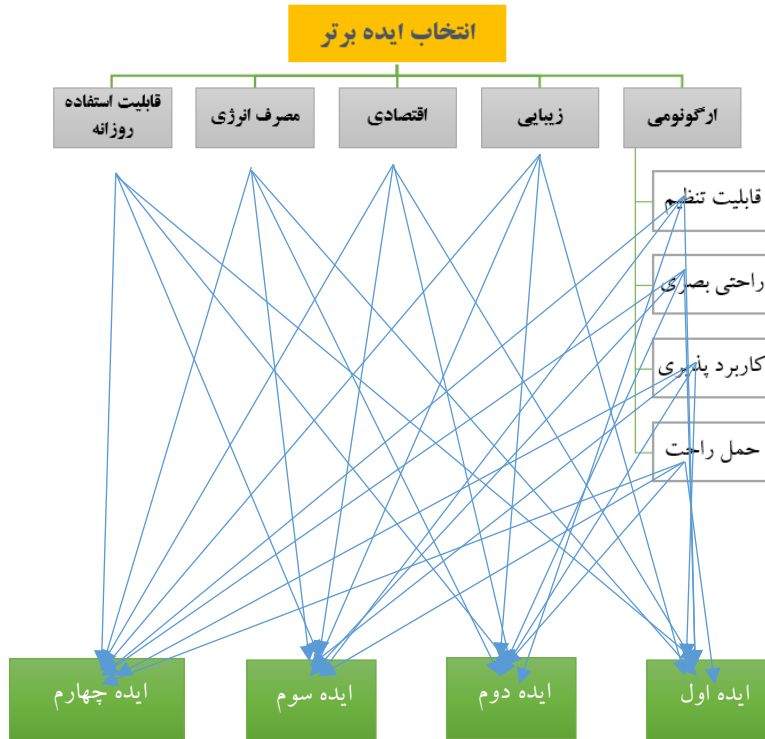 انتخاب ایده برتر
ارگونومی
زیبایی
اقتصادی
مصرف انرژی
قابلیت استفاده
روزانه
قابلیت تنظیم
راحتی بصری
کاربرد پذیری
حمل راحت
ایده اول
ایده دوم
ایده سوم
ایده چهارم